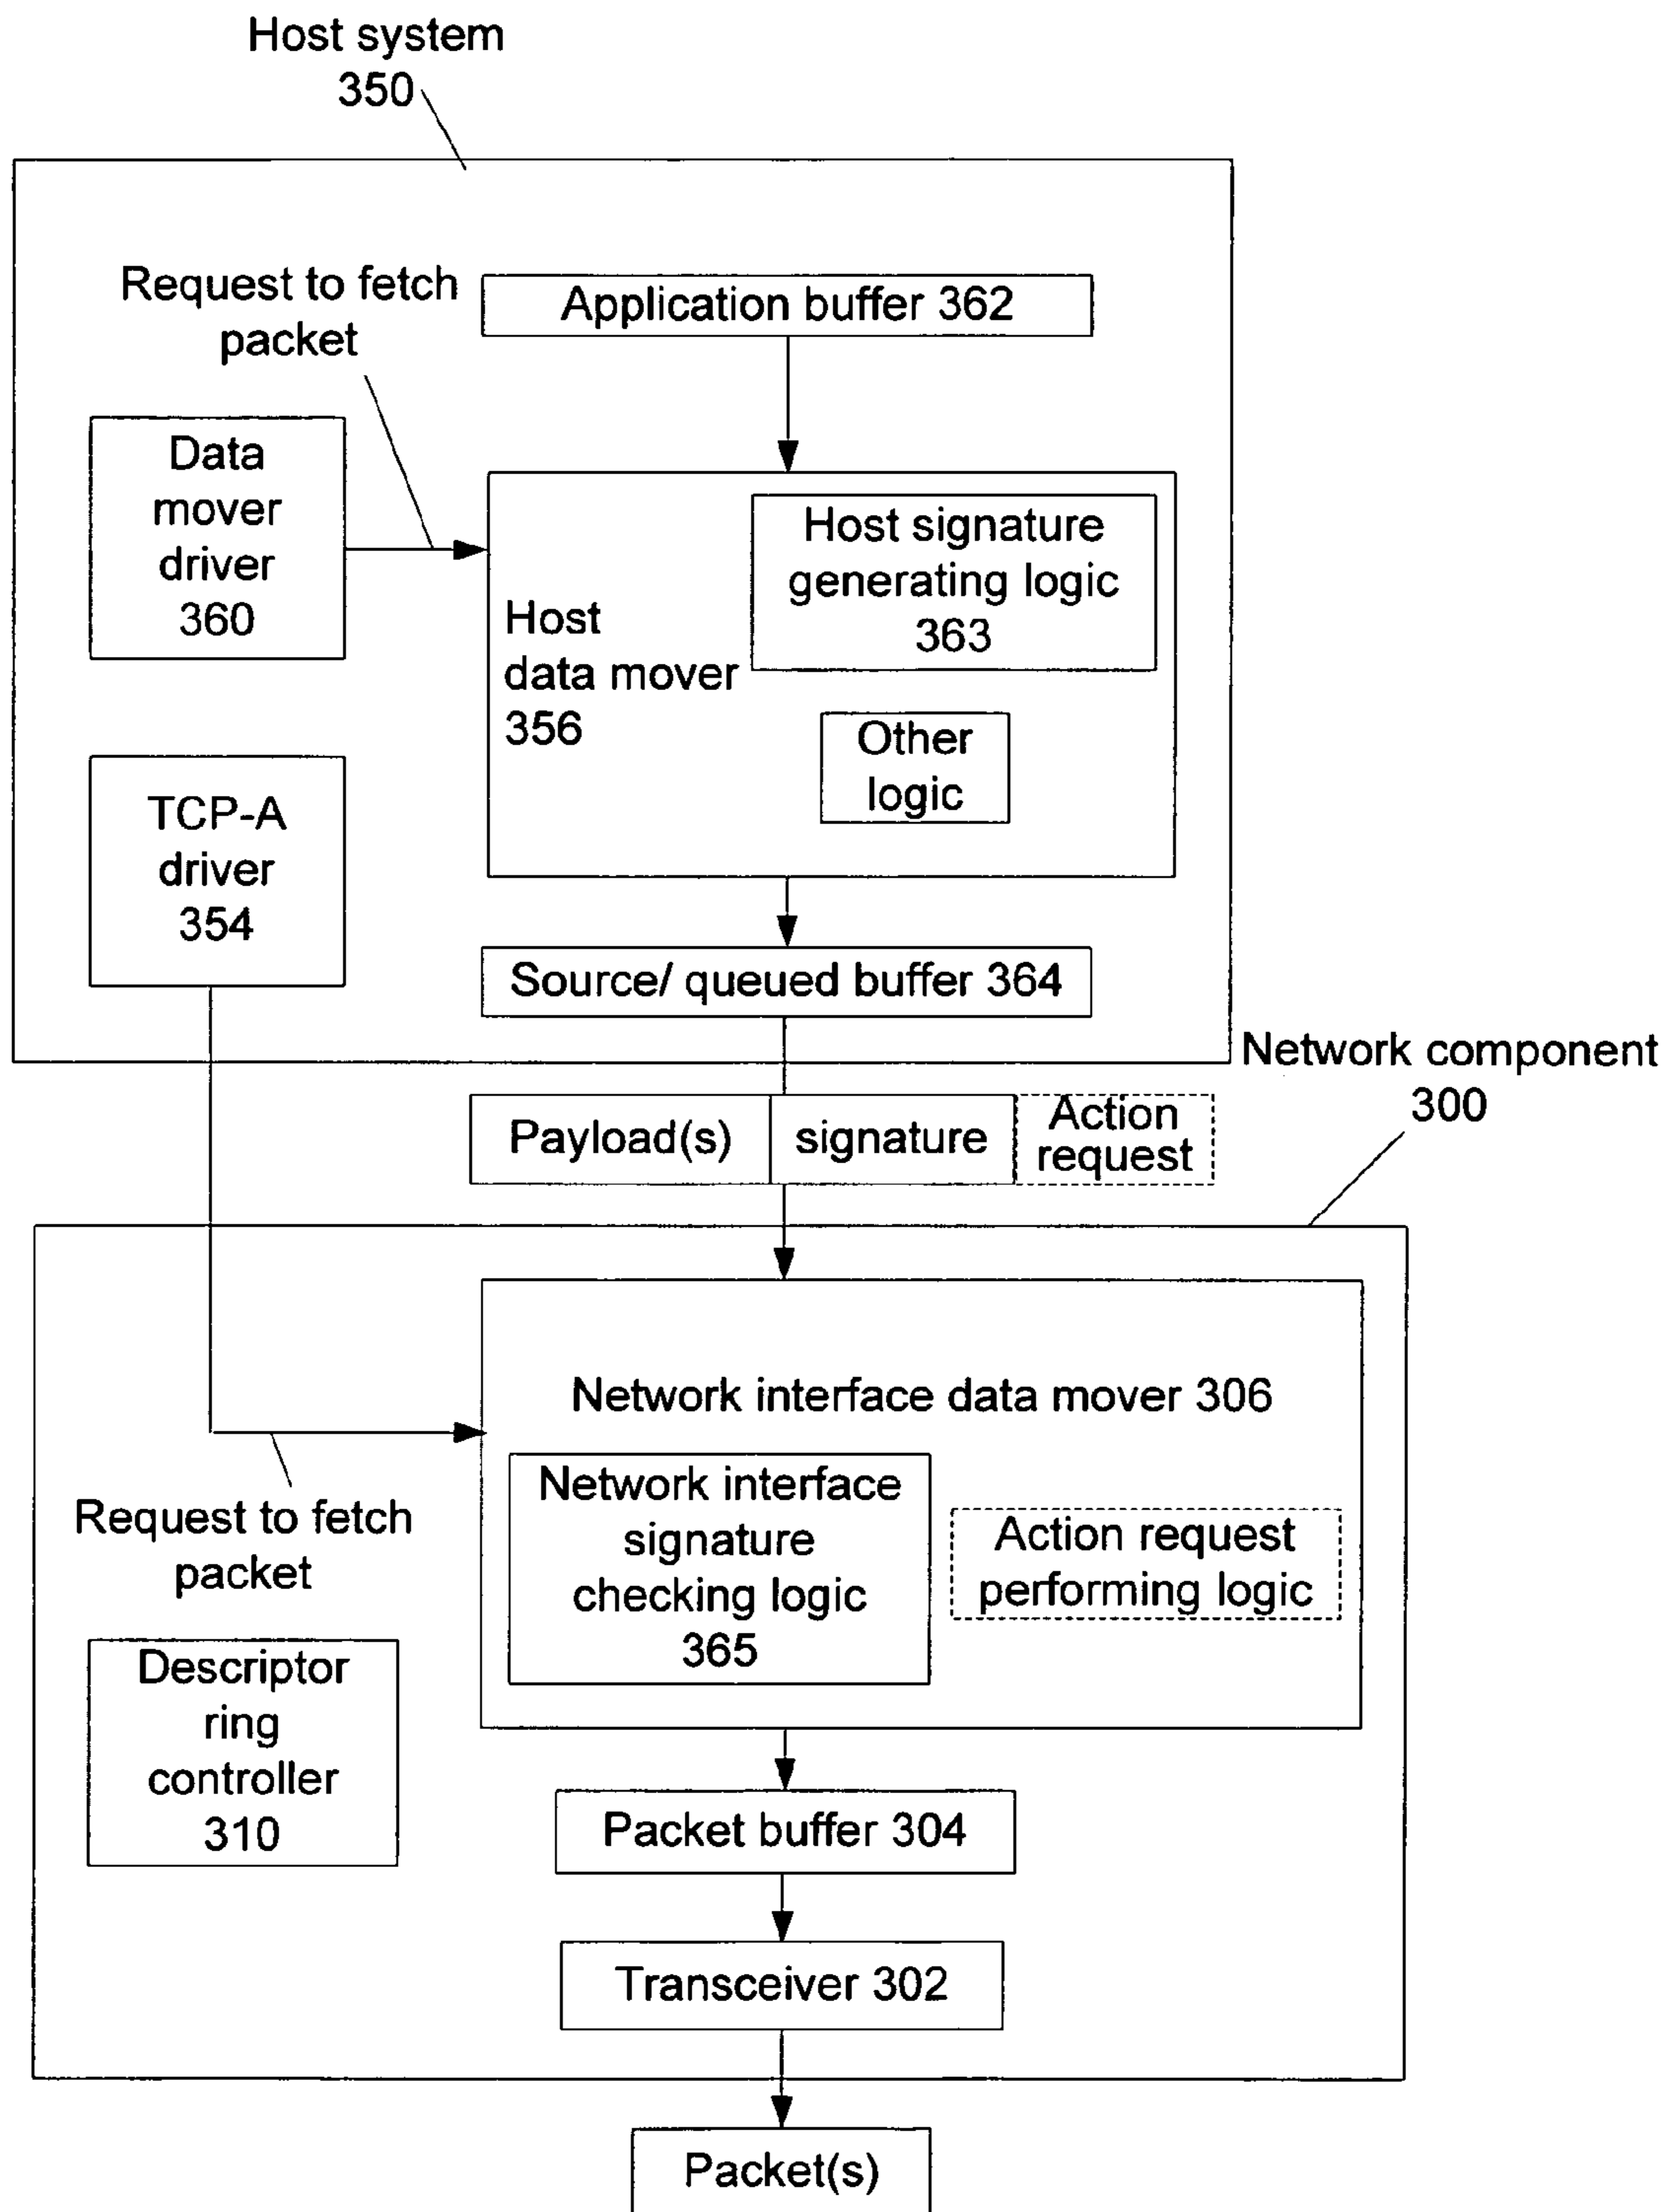 Host system
350
Request to fetch
packet
Application buffer 362
Data
mover
driver
360
Host signature
generating logic
363
Host
data mover
356
Other
logic
TCP-A
driver
354
Source/ queued buffer 364
Network component
300
Payload(s)
signature
Action
request
Network interface data mover 306
Network interface
signature
checking logic
365
Action request
performing logic
Request to fetch
packet
Descriptor
ring
controller
310
Packet buffer 304
Transceiver 302
Packet(s)